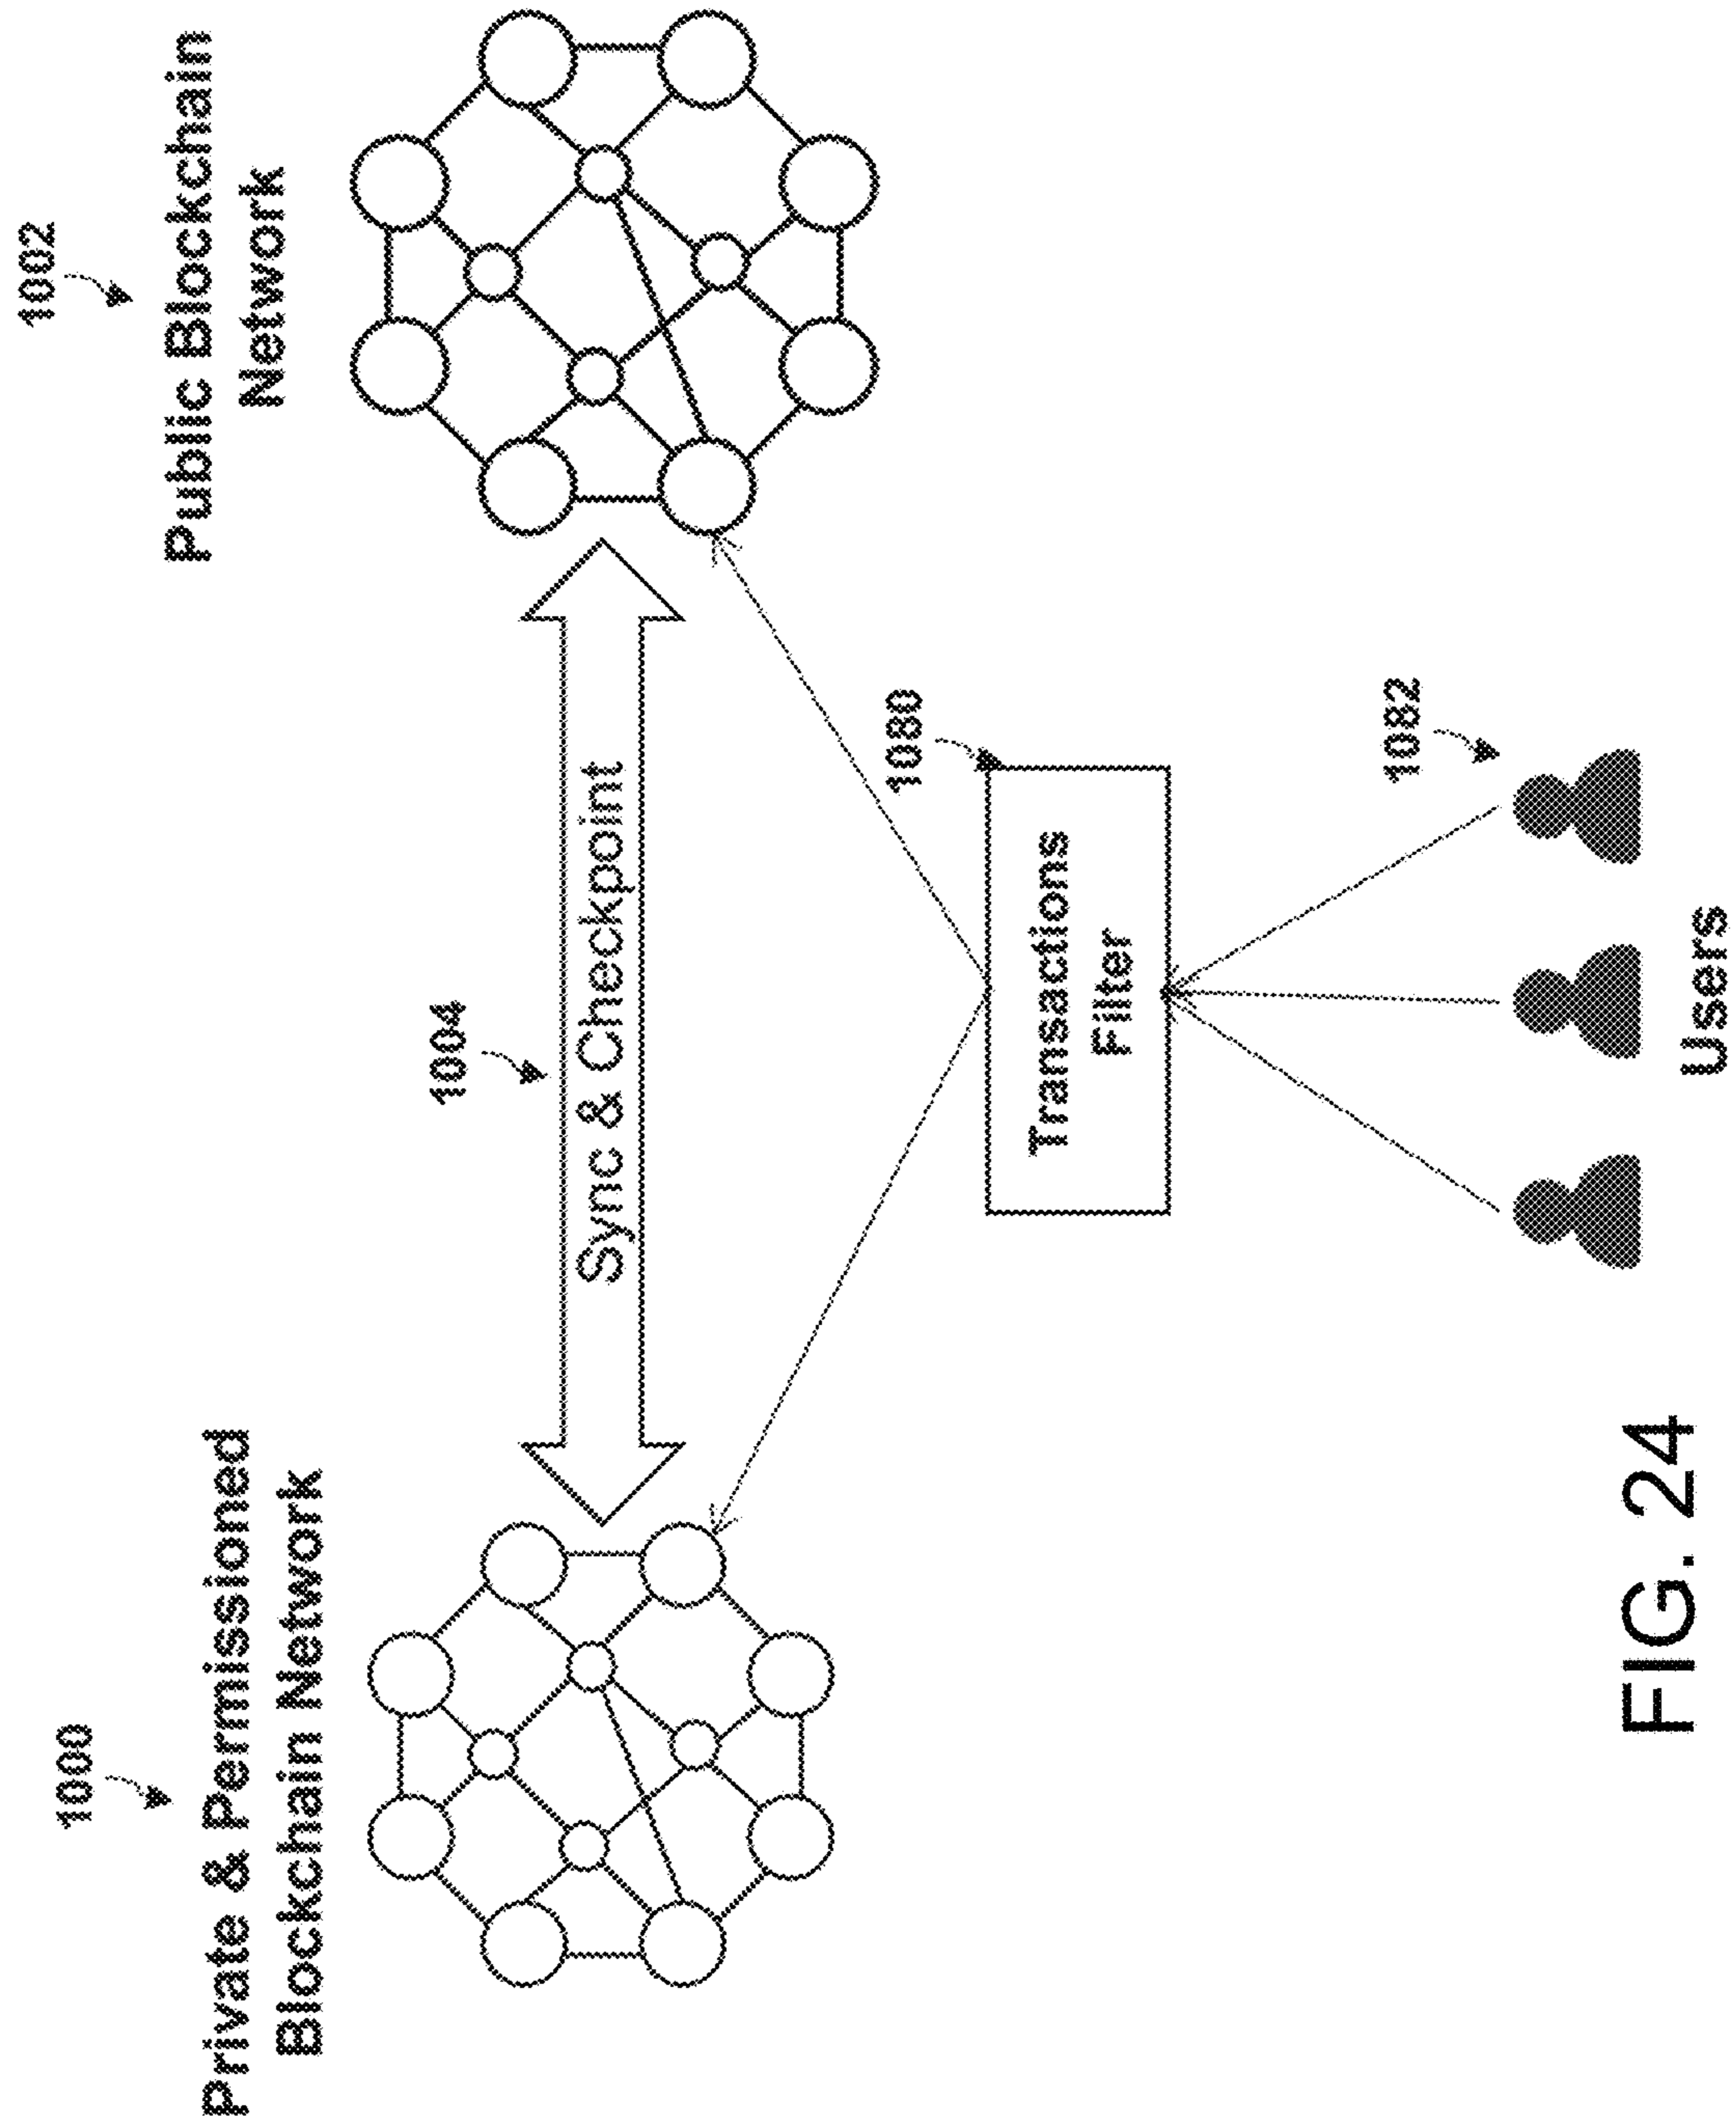 1000
Private & Permissioned
Blockchain Network
1002
Public Blockchain
Network
1004
Sync & Checkpoint
1080
Transactions
Filter
1082
Users
FIG. 24